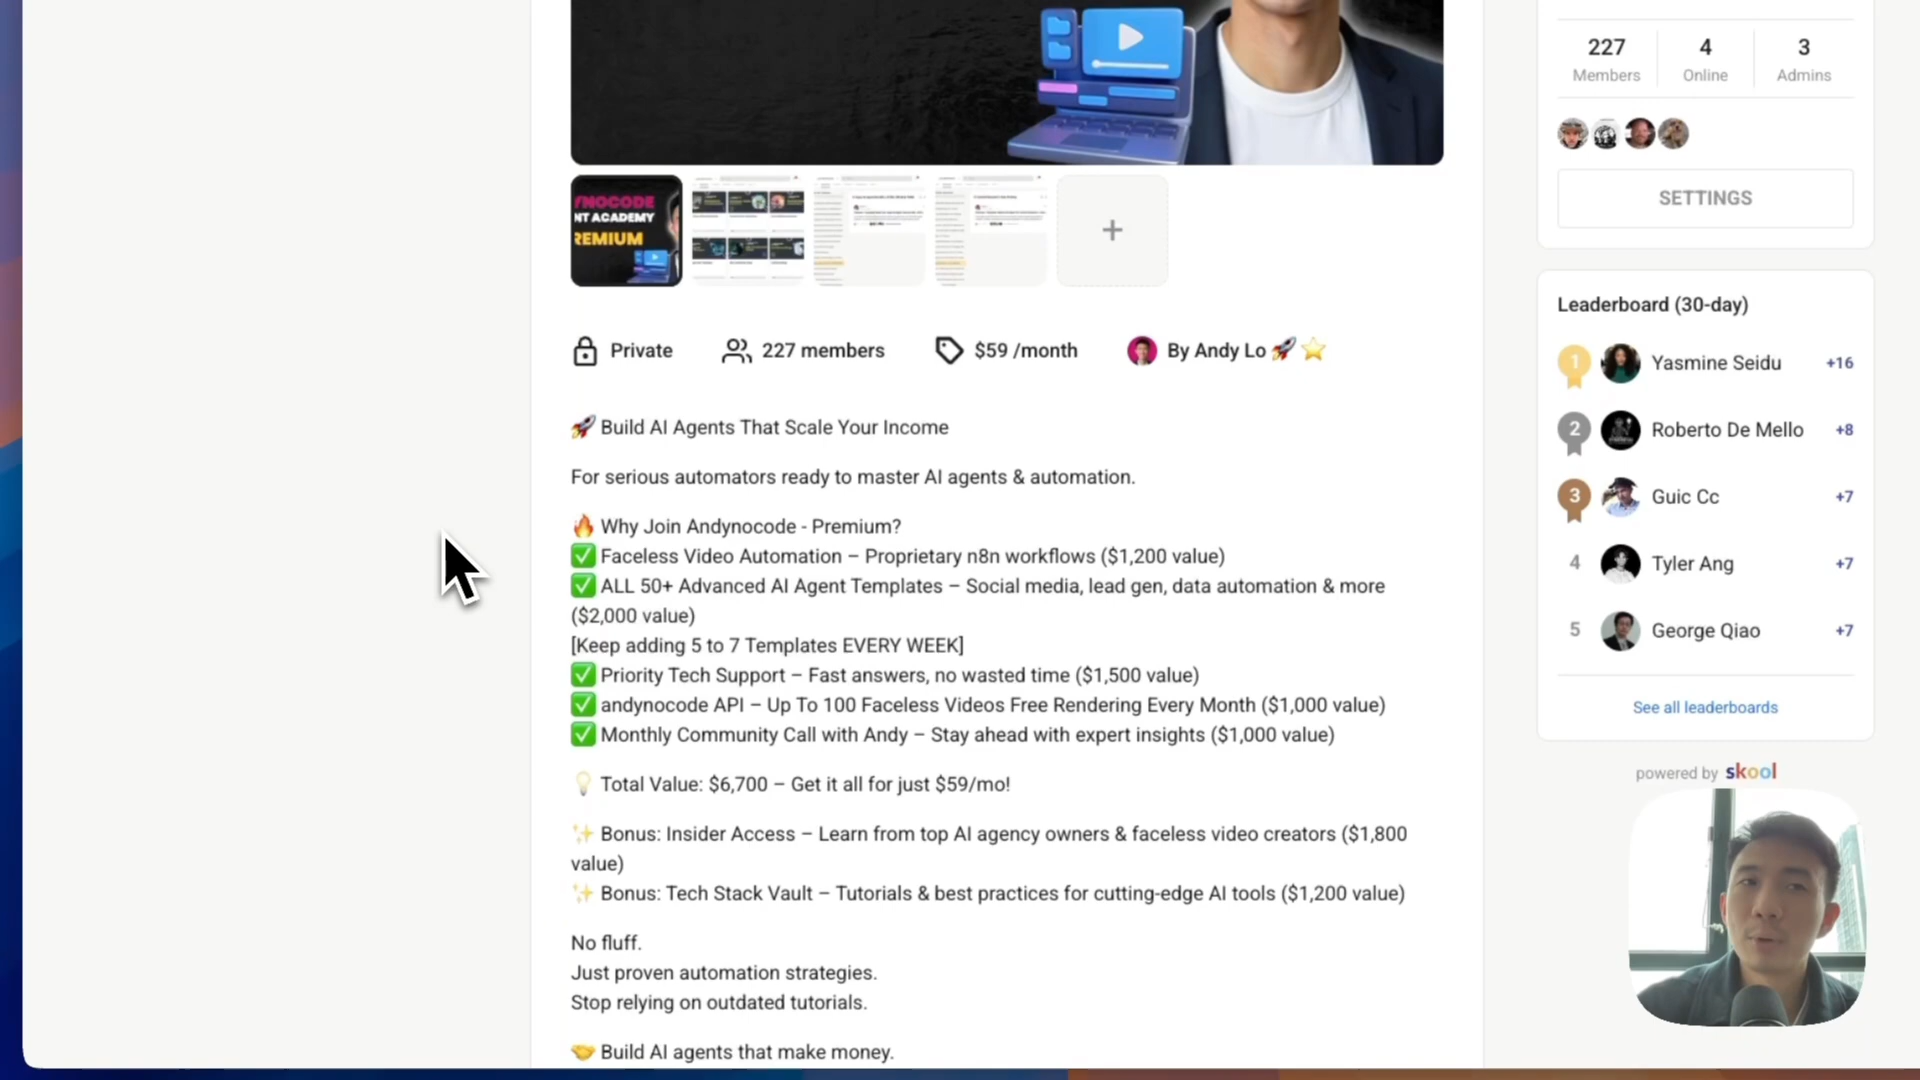 YNOCODE
NT ACADEMY
REMIUM
Private
227 members
$59 /month
By Andy Lo 🚀⭐
🚀 Build AI Agents That Scale Your Income
For serious automators ready to master AI agents & automation.
🔥 Why Join Andynocode - Premium?
✅ Faceless Video Automation – Proprietary n8n workflows ($1,200 value)
✅ ALL 50+ Advanced AI Agent Templates – Social media, lead gen, data automation & more
($2,000 value)
[Keep adding 5 to 7 Templates EVERY WEEK]
✅ Priority Tech Support – Fast answers, no wasted time ($1,500 value)
✅ andynocode API – Up To 100 Faceless Videos Free Rendering Every Month ($1,000 value)
✅ Monthly Community Call with Andy – Stay ahead with expert insights ($1,000 value)
💡 Total Value: $6,700 – Get it all for just $59/mo!
✨ Bonus: Insider Access – Learn from top AI agency owners & faceless video creators ($1,800
value)
✨ Bonus: Tech Stack Vault – Tutorials & best practices for cutting-edge AI tools ($1,200 value)
No fluff.
Just proven automation strategies.
Stop relying on outdated tutorials.
🤝 Build AI agents that make money.
227 4 3
Members Online Admins
SETTINGS
Leaderboard (30-day)
1 Yasmine Seidu +16
2 Roberto De Mello +8
3 Guic Cc +7
4 Tyler Ang +7
5 George Qiao +7
See all leaderboards
powered by skool